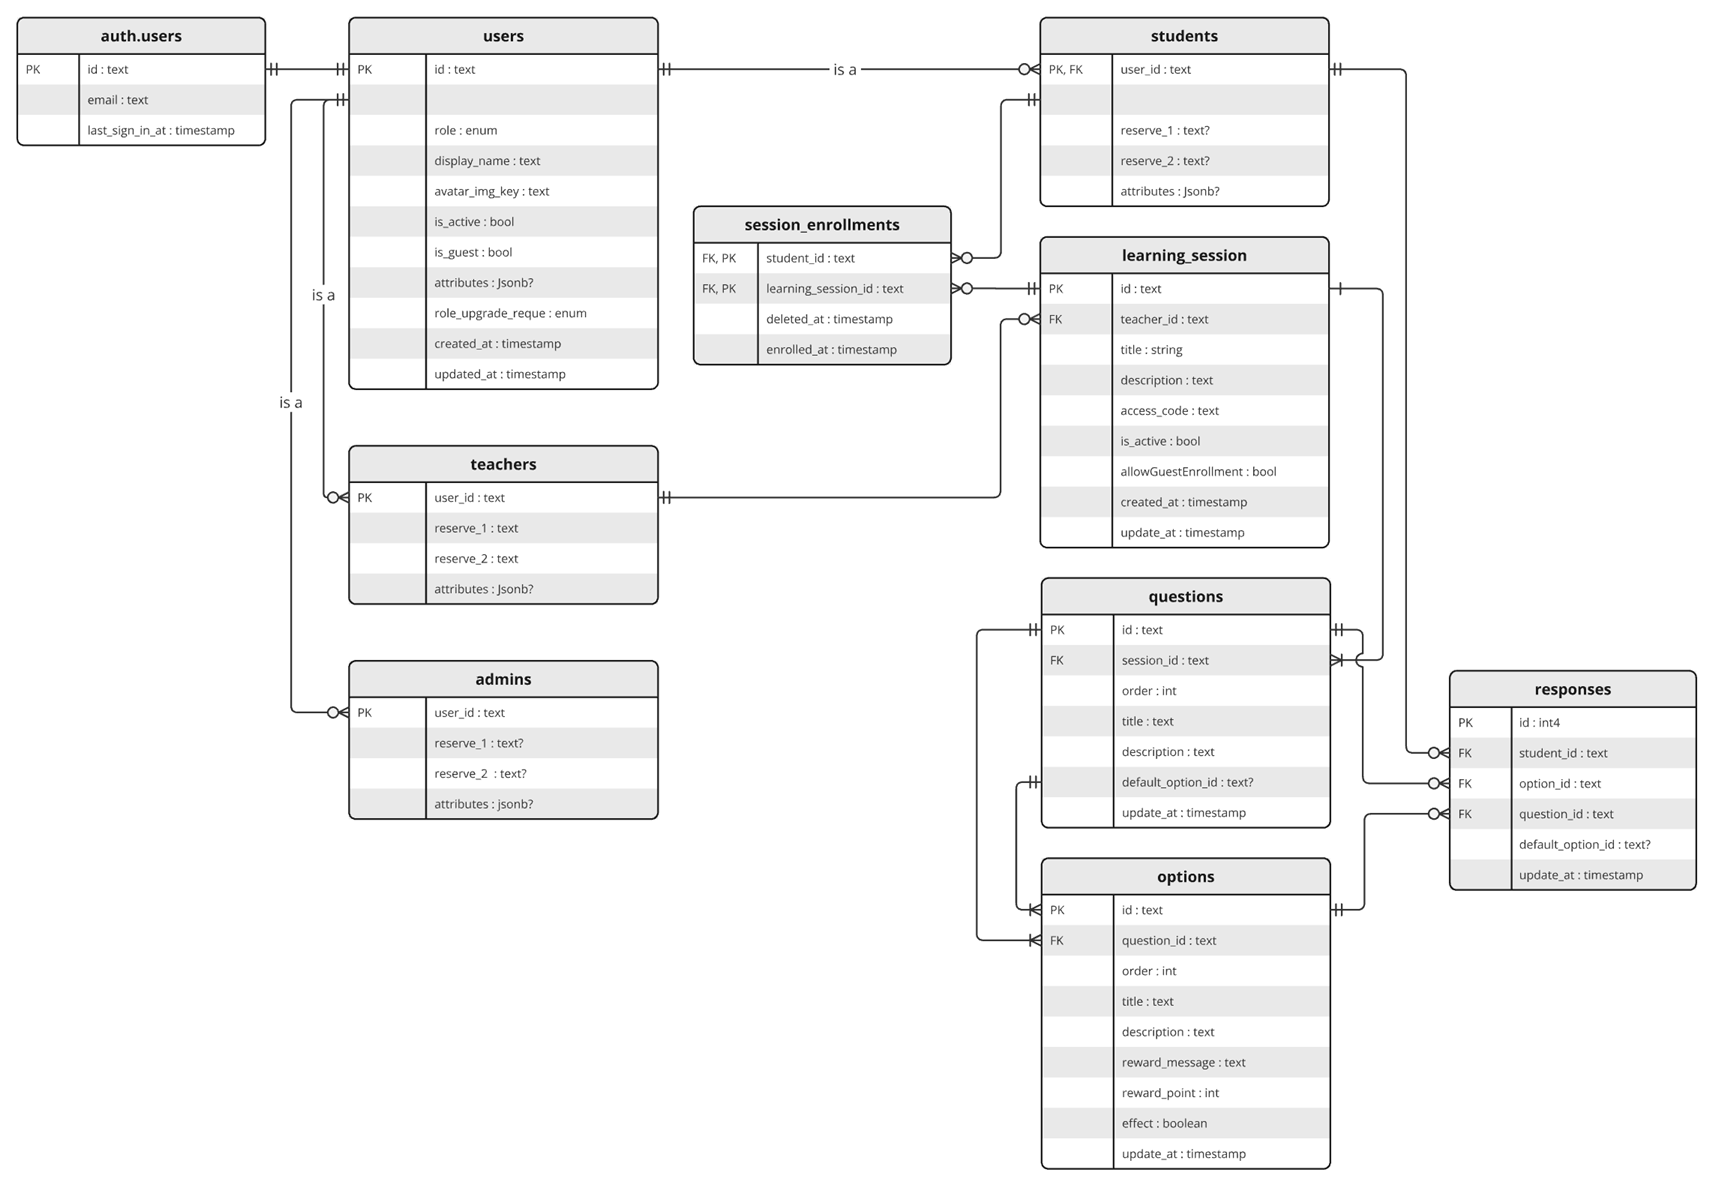 auth.users
PK id : text
email : text
last_sign_in_at : timestamp
users
PK id : text
role : enum
display_name : text
avatar_img_key : text
is_active : bool
is_guest : bool
attributes : Jsonb?
role_upgrade_reque : enum
created_at : timestamp
updated_at : timestamp
is a
is a
is a
students
PK, FK user_id : text
reserve_1 : text?
reserve_2 : text?
attributes : Jsonb?
session_enrollments
FK, PK student_id : text
FK, PK learning_session_id : text
deleted_at : timestamp
enrolled_at : timestamp
learning_session
PK id : text
FK teacher_id : text
title : string
description : text
access_code : text
is_active : bool
allowGuestEnrollment : bool
created_at : timestamp
update_at : timestamp
teachers
PK user_id : text
reserve_1 : text
reserve_2 : text
attributes : Jsonb?
admins
PK user_id : text
reserve_1 : text?
reserve_2 : text?
attributes : jsonb?
questions
PK id : text
FK session_id : text
order : int
title : text
description : text
default_option_id : text?
update_at : timestamp
responses
PK id : int4
FK student_id : text
FK option_id : text
FK question_id : text
default_option_id : text?
update_at : timestamp
options
PK id : text
FK question_id : text
order : int
title : text
description : text
reward_message : text
reward_point : int
effect : boolean
update_at : timestamp